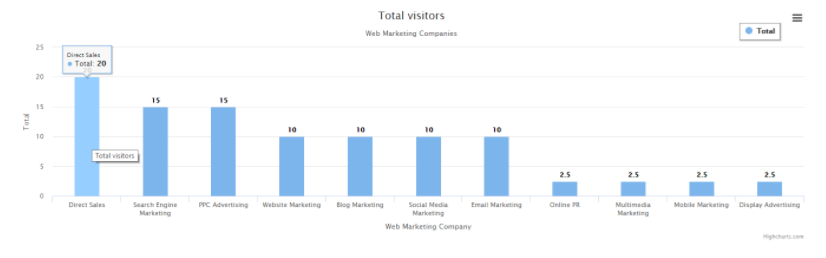 Total visitors
Web Marketing Companies
Total
25
20
15
10
5
0
Total
Direct Sales
Total: 20
15
15
10
10
10
10
2.5
2.5
2.5
2.5
Total visitors
Direct Sales
Search Engine
Marketing
PPC Advertising
Website Marketing
Blog Marketing
Social Media
Marketing
Email Marketing
Online PR
Multimedia
Marketing
Mobile Marketing
Display Advertising
Web Marketing Company
Highcharts.com